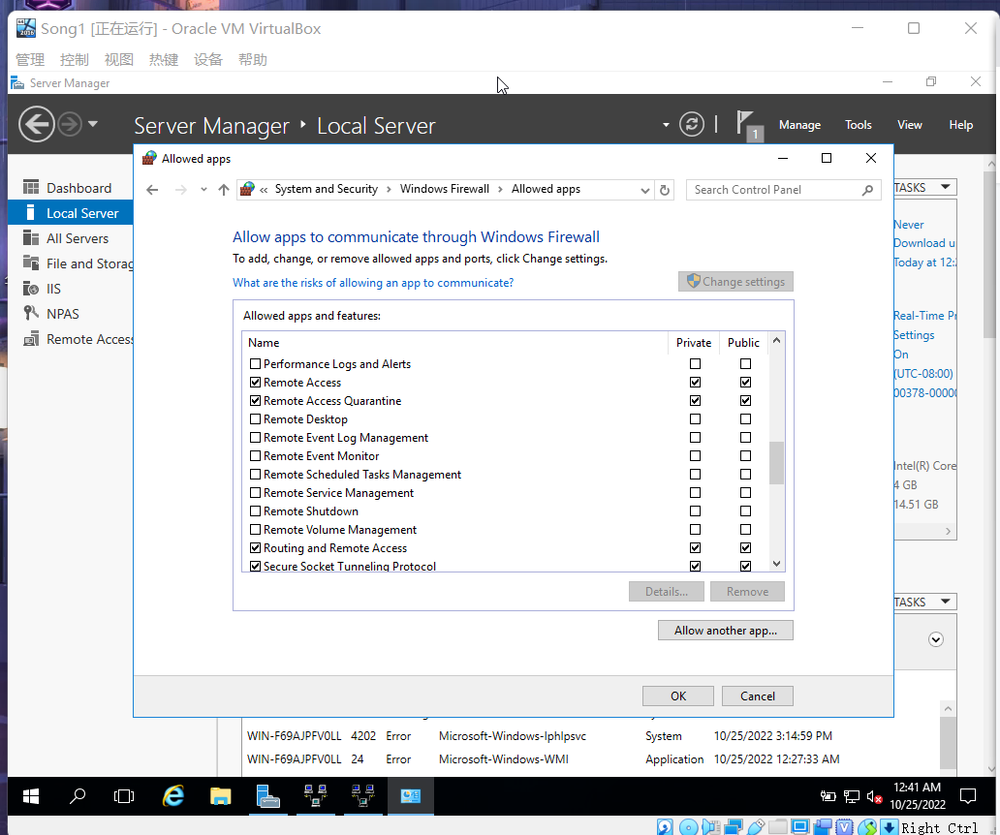 Song1 [正在运行] - Oracle VM VirtualBox
管理 控制 视图 热键 设备 帮助
Server Manager
Server Manager Local Server
1
Manage Tools View Help
Allowed apps
« System and Security › Windows Firewall › Allowed apps
Search Control Panel
Dashboard
Local Server
All Servers
File and Storag
IIS
NPAS
Remote Access
Allow apps to communicate through Windows Firewall
To add, change, or remove allowed apps and ports, click Change settings.
What are the risks of allowing an app to communicate?
Change settings
Allowed apps and features:
Name Private Public
Performance Logs and Alerts
Remote Access
Remote Access Quarantine
Remote Desktop
Remote Event Log Management
Remote Event Monitor
Remote Scheduled Tasks Management
Remote Service Management
Remote Shutdown
Remote Volume Management
Routing and Remote Access
Secure Socket Tunneling Protocol
Details... Remove
Allow another app...
OK Cancel
TASKS
Never
Download u
Today at 12:
Real-Time Pr
Settings
On
(UTC-08:00)
00378-0000
Intel(R) Core
4 GB
14.51 GB
TASKS
WIN-F69AJPFV0LL 4202 Error Microsoft-Windows-Iphlpsvc System 10/25/2022 3:14:59 PM
WIN-F69AJPFV0LL 24 Error Microsoft-Windows-WMI Application 10/25/2022 12:27:33 AM
12:41 AM
10/25/2022
Right Ctrl